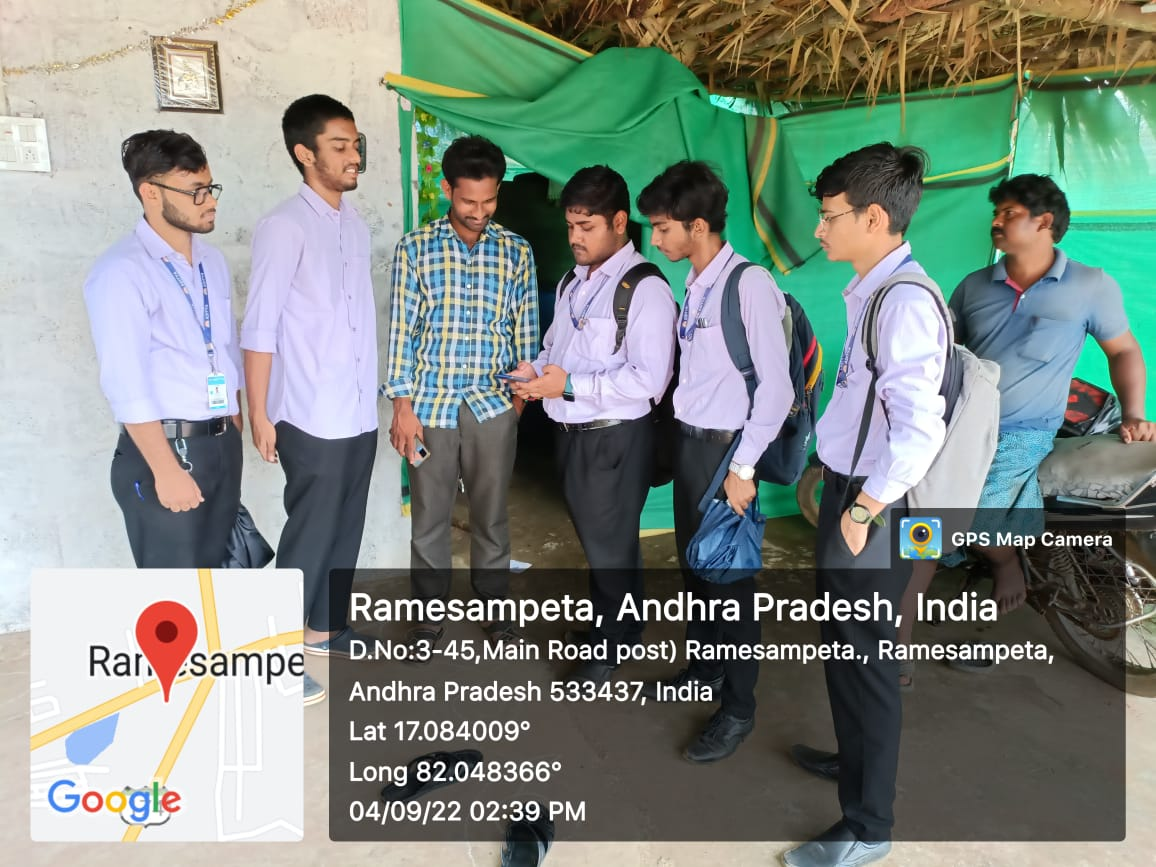 GPS Map Camera
Ramesampeta, Andhra Pradesh, India
D.No:3-45,Main Road post) Ramesampeta., Ramesampeta,
Andhra Pradesh 533437, India
Lat 17.084009°
Long 82.048366°
04/09/22 02:39 PM
Google